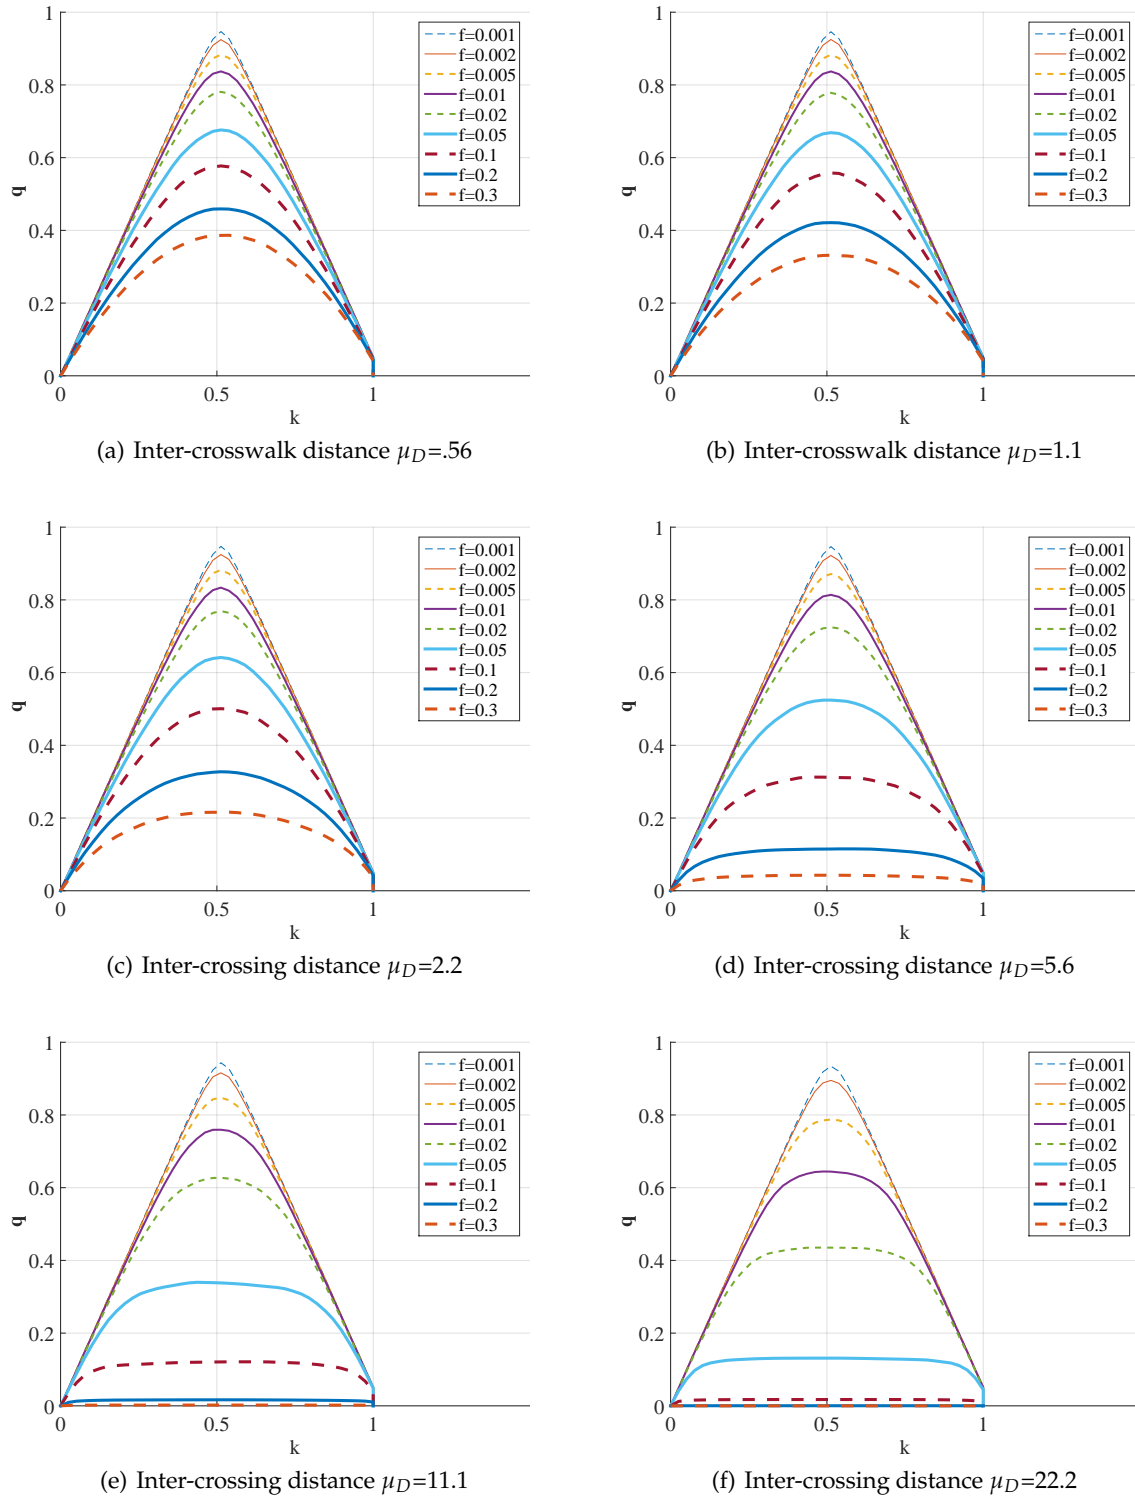 1
0.8
0.6
0.4
0.2
0
q
0
0.5
1
k
f=0.001
f=0.002
f=0.005
f=0.01
f=0.02
f=0.05
f=0.1
f=0.2
f=0.3
(a) Inter-crosswalk distance μD=.56
1
0.8
0.6
0.4
0.2
0
q
0
0.5
1
k
f=0.001
f=0.002
f=0.005
f=0.01
f=0.02
f=0.05
f=0.1
f=0.2
f=0.3
(b) Inter-crosswalk distance μD=1.1
1
0.8
0.6
0.4
0.2
0
q
0
0.5
1
k
f=0.001
f=0.002
f=0.005
f=0.01
f=0.02
f=0.05
f=0.1
f=0.2
f=0.3
(c) Inter-crossing distance μD=2.2
1
0.8
0.6
0.4
0.2
0
q
0
0.5
1
k
f=0.001
f=0.002
f=0.005
f=0.01
f=0.02
f=0.05
f=0.1
f=0.2
f=0.3
(d) Inter-crossing distance μD=5.6
1
0.8
0.6
0.4
0.2
0
q
0
0.5
1
k
f=0.001
f=0.002
f=0.005
f=0.01
f=0.02
f=0.05
f=0.1
f=0.2
f=0.3
(e) Inter-crossing distance μD=11.1
1
0.8
0.6
0.4
0.2
0
q
0
0.5
1
k
f=0.001
f=0.002
f=0.005
f=0.01
f=0.02
f=0.05
f=0.1
f=0.2
f=0.3
(f) Inter-crossing distance μD=22.2